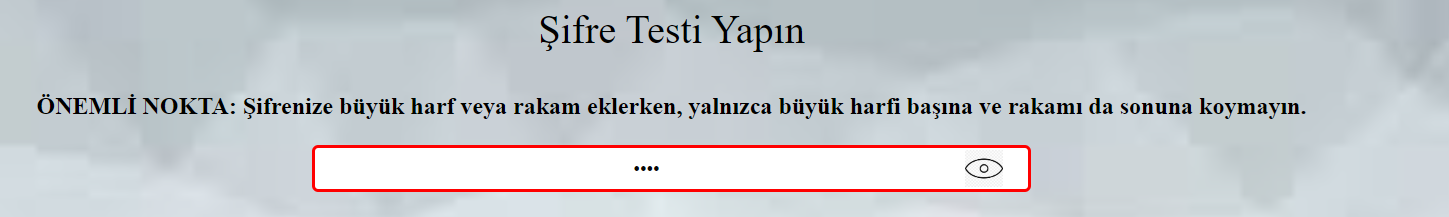 Şifre Testi Yapın
ÖNEMLİ NOKTA: Şifrenize büyük harf veya rakam eklerken, yalnızca büyük harfi başına ve rakamı da sonuna koymayın.
••••